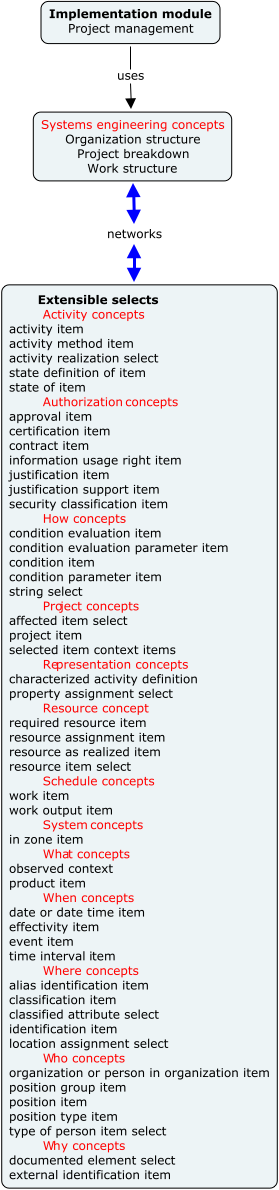 Implementation module
Project management
uses
Systems engineering concepts
Organization structure
Project breakdown
Work structure
networks
Extensible selects
Activity concepts
activity item
activity method item
activity realization select
state definition of item
state of item
Authorization concepts
approval item
certification item
contract item
information usage right item
justification item
justification support item
security classification item
How concepts
condition evaluation item
condition evaluation parameter item
condition item
condition parameter item
string select
Project concepts
affected item select
project item
selected item context items
Representation concepts
characterized activity definition
property assignment select
Resource concept
required resource item
resource assignment item
resource as realized item
resource item select
Schedule concepts
work item
work output item
System concepts
in zone item
What concepts
observed context
product item
When concepts
date or date time item
effectivity item
event item
time interval item
Where concepts
alias identification item
classification item
classified attribute select
identification item
location assignment select
Who concepts
organization or person in organization item
position group item
position item
position type item
type of person item select
Why concepts
documented element select
external identification item